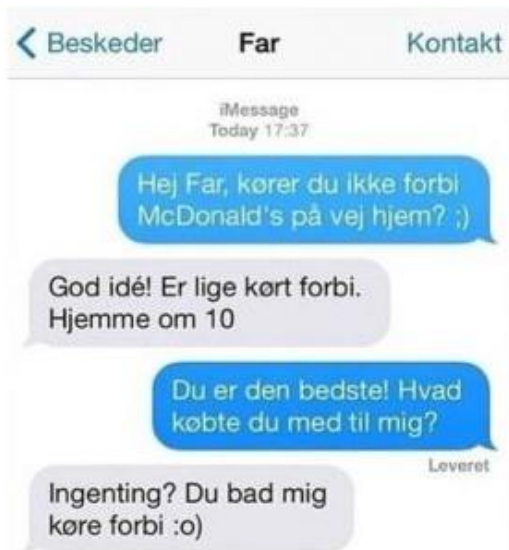 Beskeder Far Kontakt
iMessage
Today 17:37
Hej Far, kører du ikke forbi
McDonald's på vej hjem? ;)
God idé! Er lige kørt forbi.
Hjemme om 10
Du er den bedste! Hvad
købte du med til mig?
Leveret
Ingenting? Du bad mig
køre forbi :o)